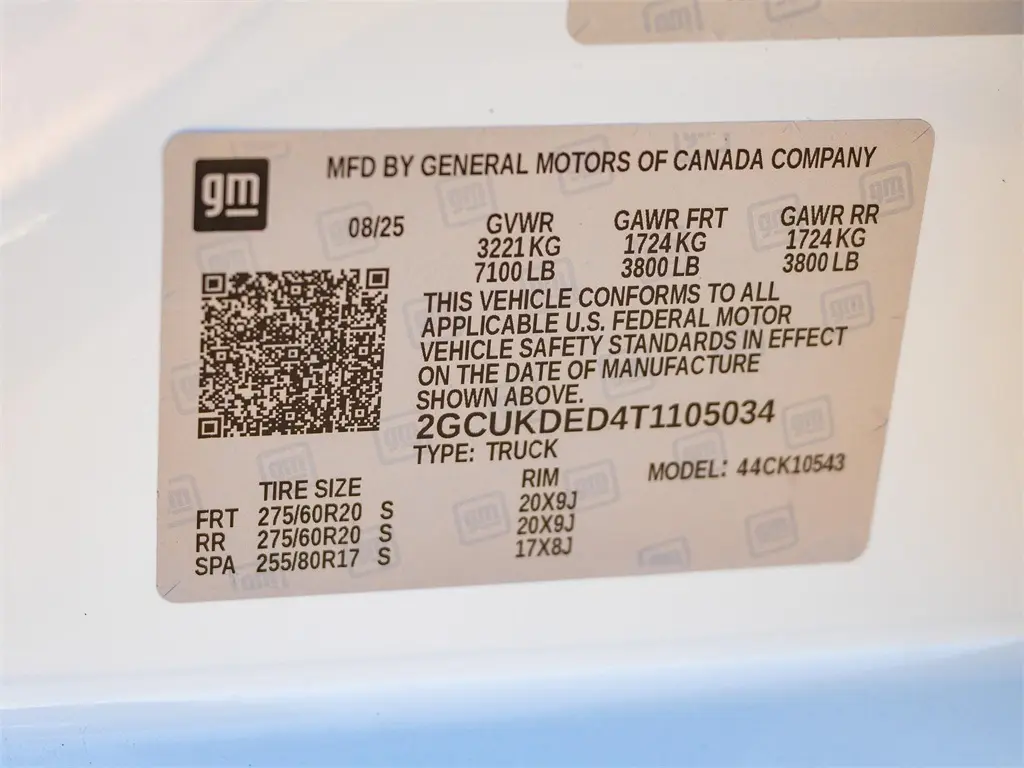 gm
gm MFD BY GENERAL MOTORS OF CANADA COMPANY
08/25 GVWR GAWR FRT GAWR RR
3221 KG 1724 KG 1724 KG
7100 LB 3800 LB 3800 LB
THIS VEHICLE CONFORMS TO ALL
APPLICABLE U.S. FEDERAL MOTOR
VEHICLE SAFETY STANDARDS IN EFFECT
ON THE DATE OF MANUFACTURE
SHOWN ABOVE.
2GCUKDED4T1105034
TYPE: TRUCK
MODEL: 44CK10543
TIRE SIZE RIM
FRT 275/60R20 S 20X9J
RR 275/60R20 S 20X9J
SPA 255/80R17 S 17X8J